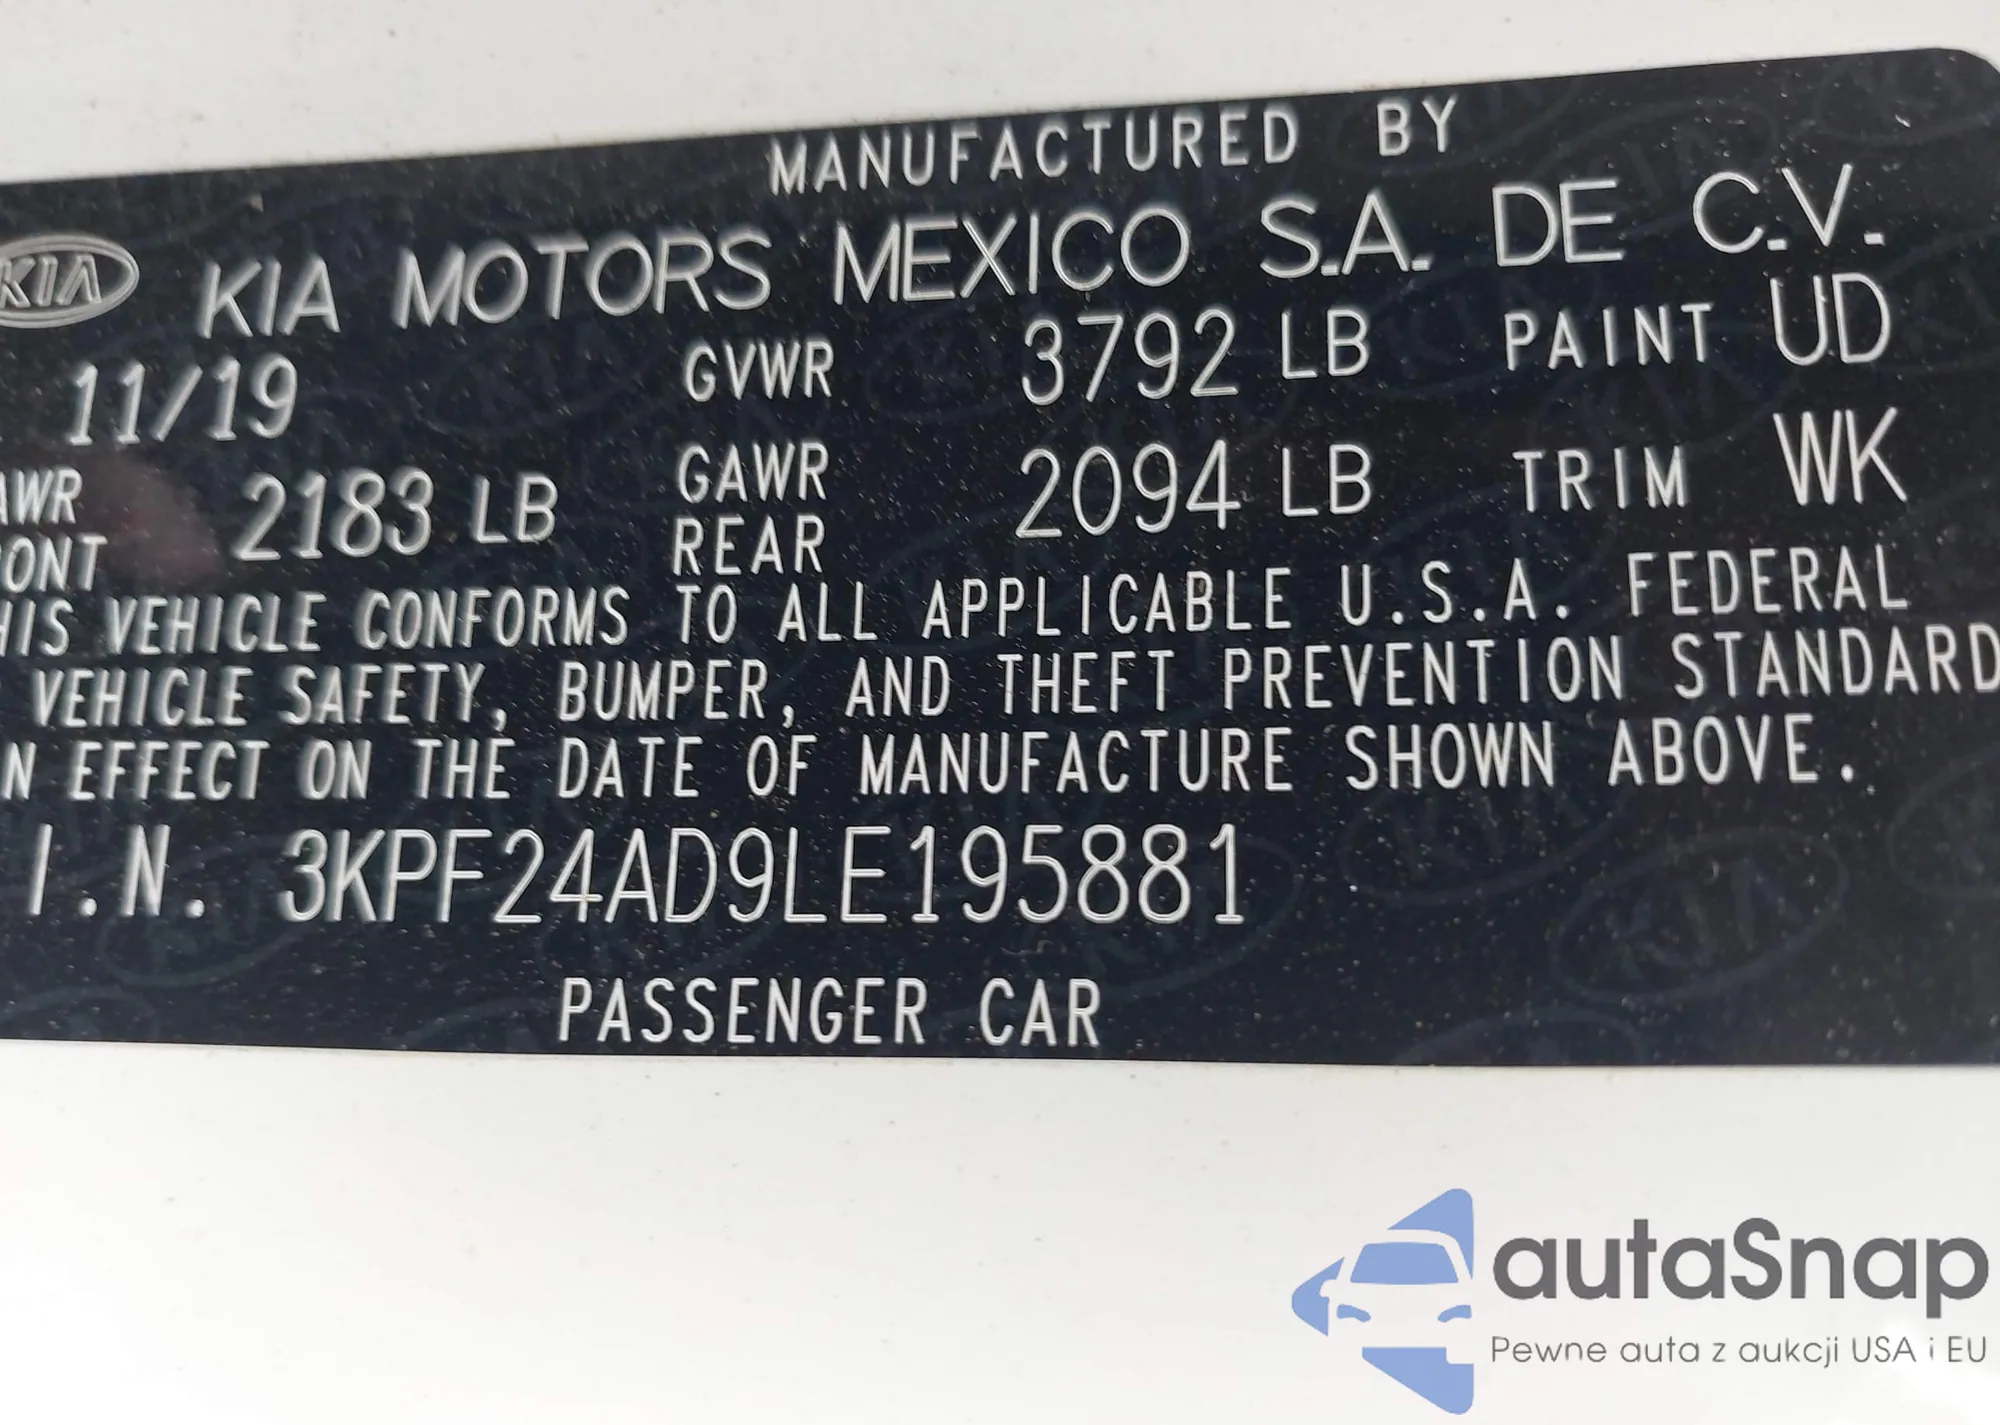 MANUFACTURED BY
KIA KIA MOTORS MEXICO S.A. DE C.V.
11/19 GVWR 3792 LB PAINT UD
AWR 2183 LB GAWR 2094 LB TRIM WK
RONT REAR
HIS VEHICLE CONFORMS TO ALL APPLICABLE U.S.A. FEDERAL
VEHICLE SAFETY, BUMPER, AND THEFT PREVENTION STANDARD
N EFFECT ON THE DATE OF MANUFACTURE SHOWN ABOVE.
I.N. 3KPF24AD9LE195881
PASSENGER CAR
autaSnap
Pewne auta z aukcji USA i EU